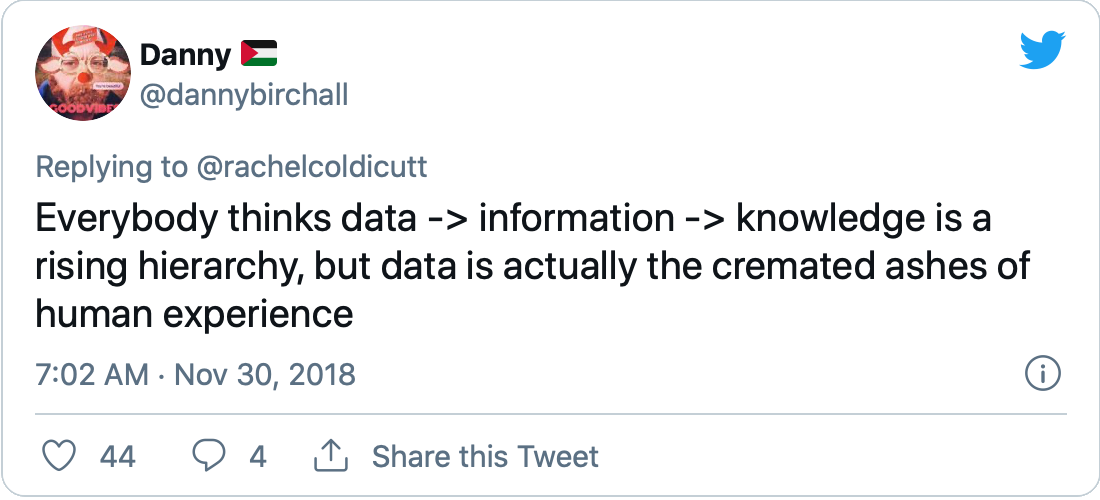 Danny 🇵🇸
@dannybirchall
Replying to @rachelcoldicutt
Everybody thinks data -> information -> knowledge is a
rising hierarchy, but data is actually the cremated ashes of
human experience
7:02 AM · Nov 30, 2018
44 4 Share this Tweet